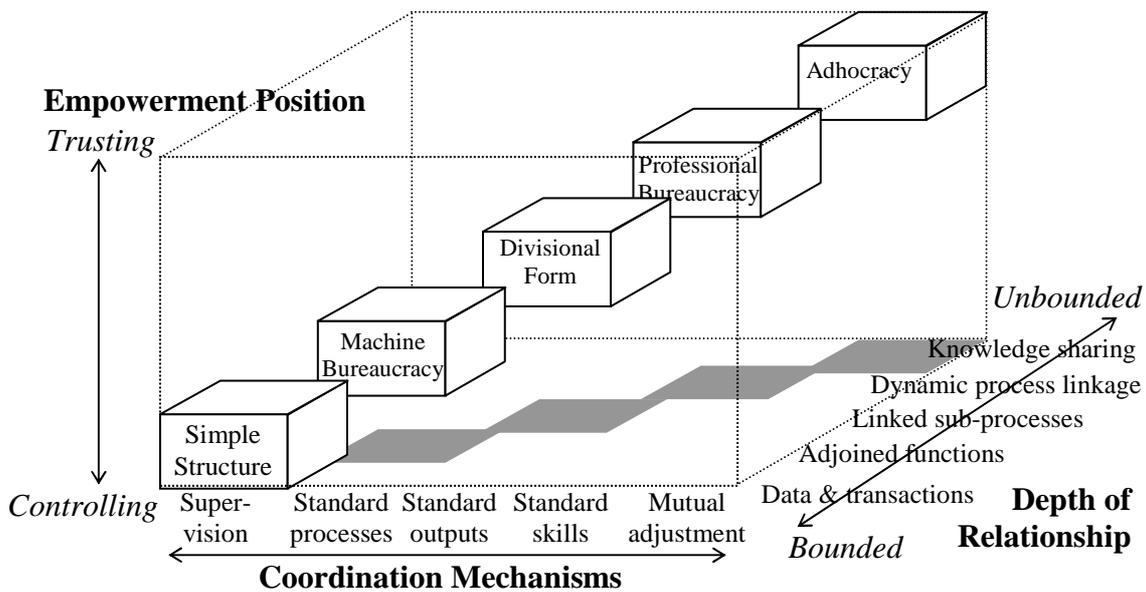 Adhocracy
Empowerment Position
Trusting
Professional
Bureaucracy
Divisional
Form
Unbounded
Machine
Bureaucracy
Knowledge sharing
Dynamic process linkage
Linked sub-processes
Simple
Structure
Adjoined functions
Controlling
Super-
vision
Standard
processes
Standard
outputs
Standard
skills
Mutual
adjustment
Data & transactions
Bounded
Depth of
Relationship
Coordination Mechanisms